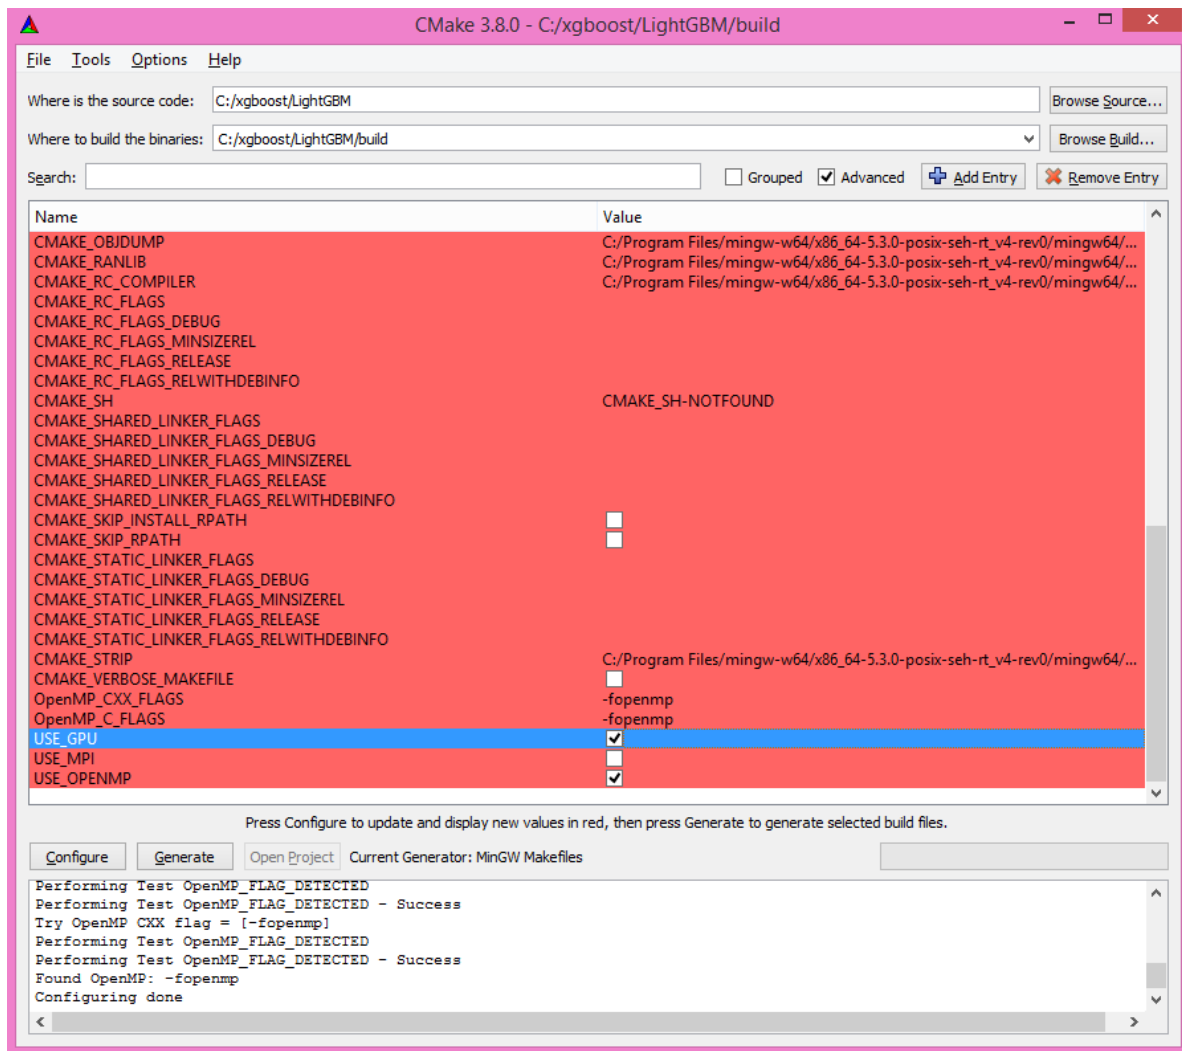 CMake 3.8.0 - C:/xgboost/LightGBM/build
File Tools Options Help
Where is the source code: C:/xgboost/LightGBM Browse Source...
Where to build the binaries: C:/xgboost/LightGBM/build Browse Build...
Search: Grouped Advanced Add Entry Remove Entry
Name Value
CMAKE_OBJDUMP C:/Program Files/mingw-w64/x86_64-5.3.0-posix-seh-rt_v4-rev0/mingw64/...
CMAKE_RANLIB C:/Program Files/mingw-w64/x86_64-5.3.0-posix-seh-rt_v4-rev0/mingw64/...
CMAKE_RC_COMPILER C:/Program Files/mingw-w64/x86_64-5.3.0-posix-seh-rt_v4-rev0/mingw64/...
CMAKE_RC_FLAGS
CMAKE_RC_FLAGS_DEBUG
CMAKE_RC_FLAGS_MINSIZEREL
CMAKE_RC_FLAGS_RELEASE
CMAKE_RC_FLAGS_RELWITHDEBINFO
CMAKE_SH CMAKE_SH-NOTFOUND
CMAKE_SHARED_LINKER_FLAGS
CMAKE_SHARED_LINKER_FLAGS_DEBUG
CMAKE_SHARED_LINKER_FLAGS_MINSIZEREL
CMAKE_SHARED_LINKER_FLAGS_RELEASE
CMAKE_SHARED_LINKER_FLAGS_RELWITHDEBINFO
CMAKE_SKIP_INSTALL_RPATH
CMAKE_SKIP_RPATH
CMAKE_STATIC_LINKER_FLAGS
CMAKE_STATIC_LINKER_FLAGS_DEBUG
CMAKE_STATIC_LINKER_FLAGS_MINSIZEREL
CMAKE_STATIC_LINKER_FLAGS_RELEASE
CMAKE_STATIC_LINKER_FLAGS_RELWITHDEBINFO
CMAKE_STRIP C:/Program Files/mingw-w64/x86_64-5.3.0-posix-seh-rt_v4-rev0/mingw64/...
CMAKE_VERBOSE_MAKEFILE
OpenMP_CXX_FLAGS -fopenmp
OpenMP_C_FLAGS -fopenmp
USE_GPU
USE_MPI
USE_OPENMP
Press Configure to update and display new values in red, then press Generate to generate selected build files.
Configure Generate Open Project Current Generator: MinGW Makefiles
Performing Test OpenMP_FLAG_DETECTED
Performing Test OpenMP_FLAG_DETECTED - Success
Try OpenMP CXX flag = [-fopenmp]
Performing Test OpenMP_FLAG_DETECTED
Performing Test OpenMP_FLAG_DETECTED - Success
Found OpenMP: -fopenmp
Configuring done